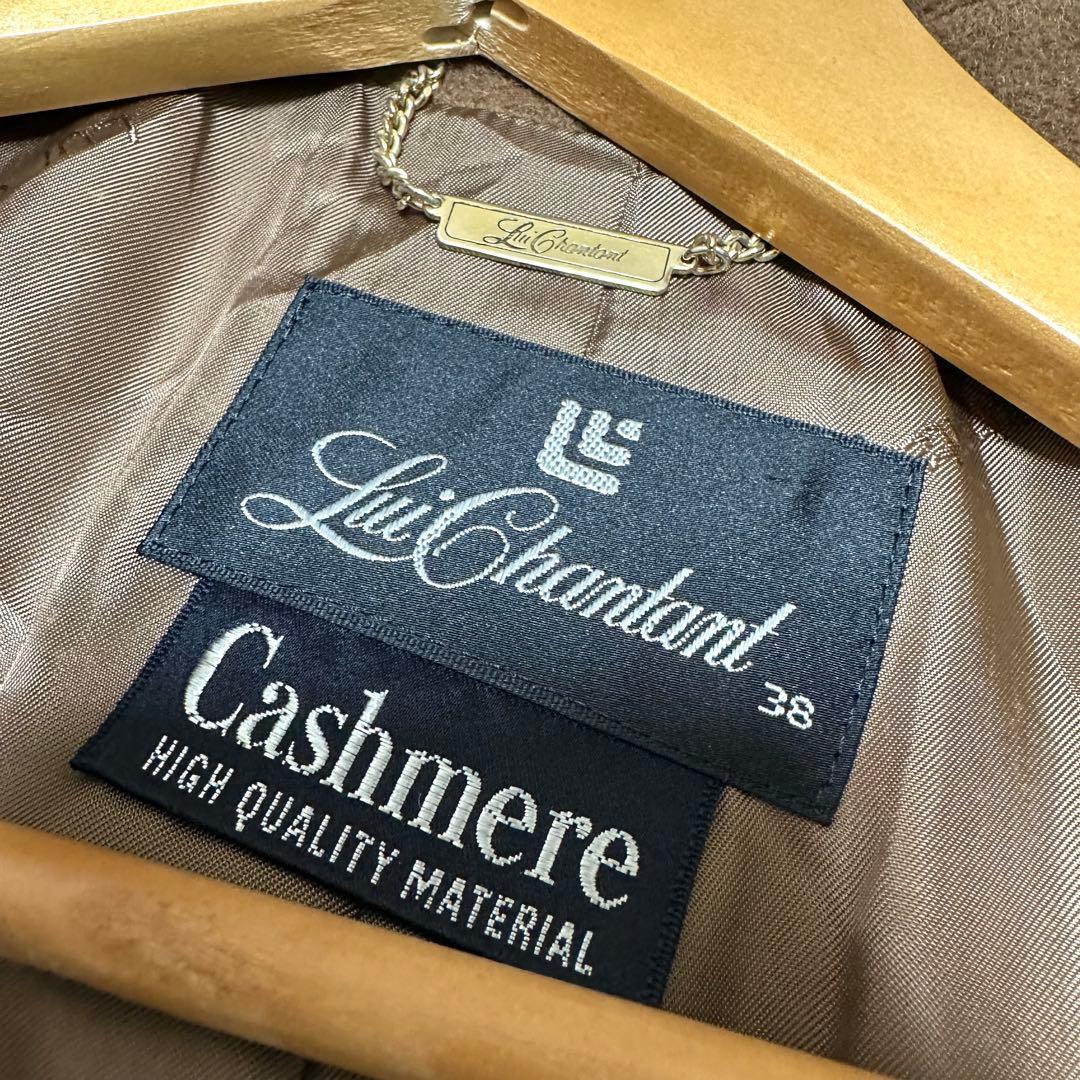 Lui Chantant
Lui Chantant
38
Cashmere
HIGH QUALITY MATERIAL